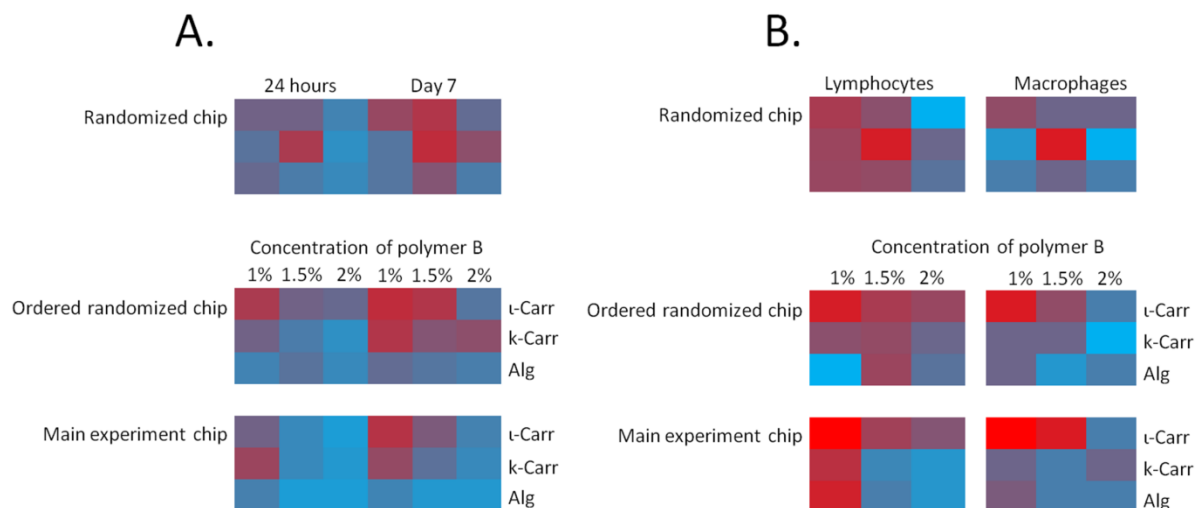 A.
24 hours Day 7
Randomized chip
Concentration of polymer B
1% 1.5% 2% 1% 1.5% 2%
Ordered randomized chip
ι-Carr
k-Carr
Alg
Main experiment chip
ι-Carr
k-Carr
Alg
B.
Lymphocytes Macrophages
Randomized chip
Concentration of polymer B
1% 1.5% 2% 1% 1.5% 2%
Ordered randomized chip
ι-Carr
k-Carr
Alg
Main experiment chip
ι-Carr
k-Carr
Alg